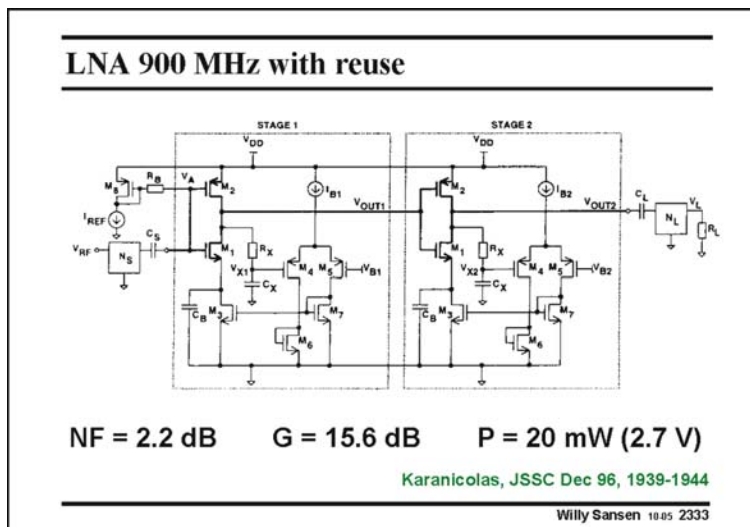 LNA 900 MHz with reuse
STAGE 1
STAGE 2
VDD
VDD
M8
RB
VA
M2
IB1
VOUT1
M2
IB2
VOUT2
CL
VL
NL
RL
IREF
VRF
NS
CS
M1
RX
VX1
CX
M4
M5
VB1
M1
RX
VX2
CX
M4
M5
VB2
CB
M3
M7
M6
CB
M3
M7
M6
NF = 2.2 dB G = 15.6 dB P = 20 mW (2.7 V)
Karanicolas, JSSC Dec 96, 1939-1944
Willy Sansen 10-05 2333